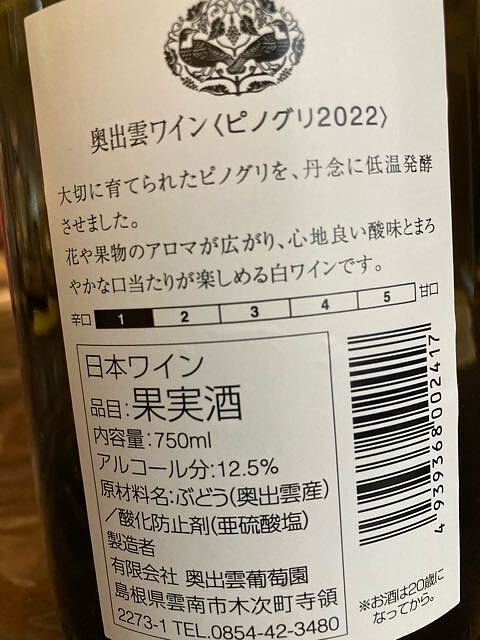 奥出雲ワイン〈ピノグリ2022〉
大切に育てられたピノグリを、丹念に低温発酵
させました。
花や果物のアロマが広がり、心地良い酸味とまろ
やかな口当たりが楽しめる白ワインです。
辛口 1 2 3 4 5 甘口
日本ワイン
品目:果実酒
内容量:750ml
アルコール分:12.5%
原材料名:ぶどう(奥出雲産)
/酸化防止剤(亜硫酸塩)
製造者
有限会社 奥出雲葡萄園
島根県雲南市木次町寺領
2273-1 TEL.0854-42-3480
4939368002417
※お酒は20歳に
なってから。